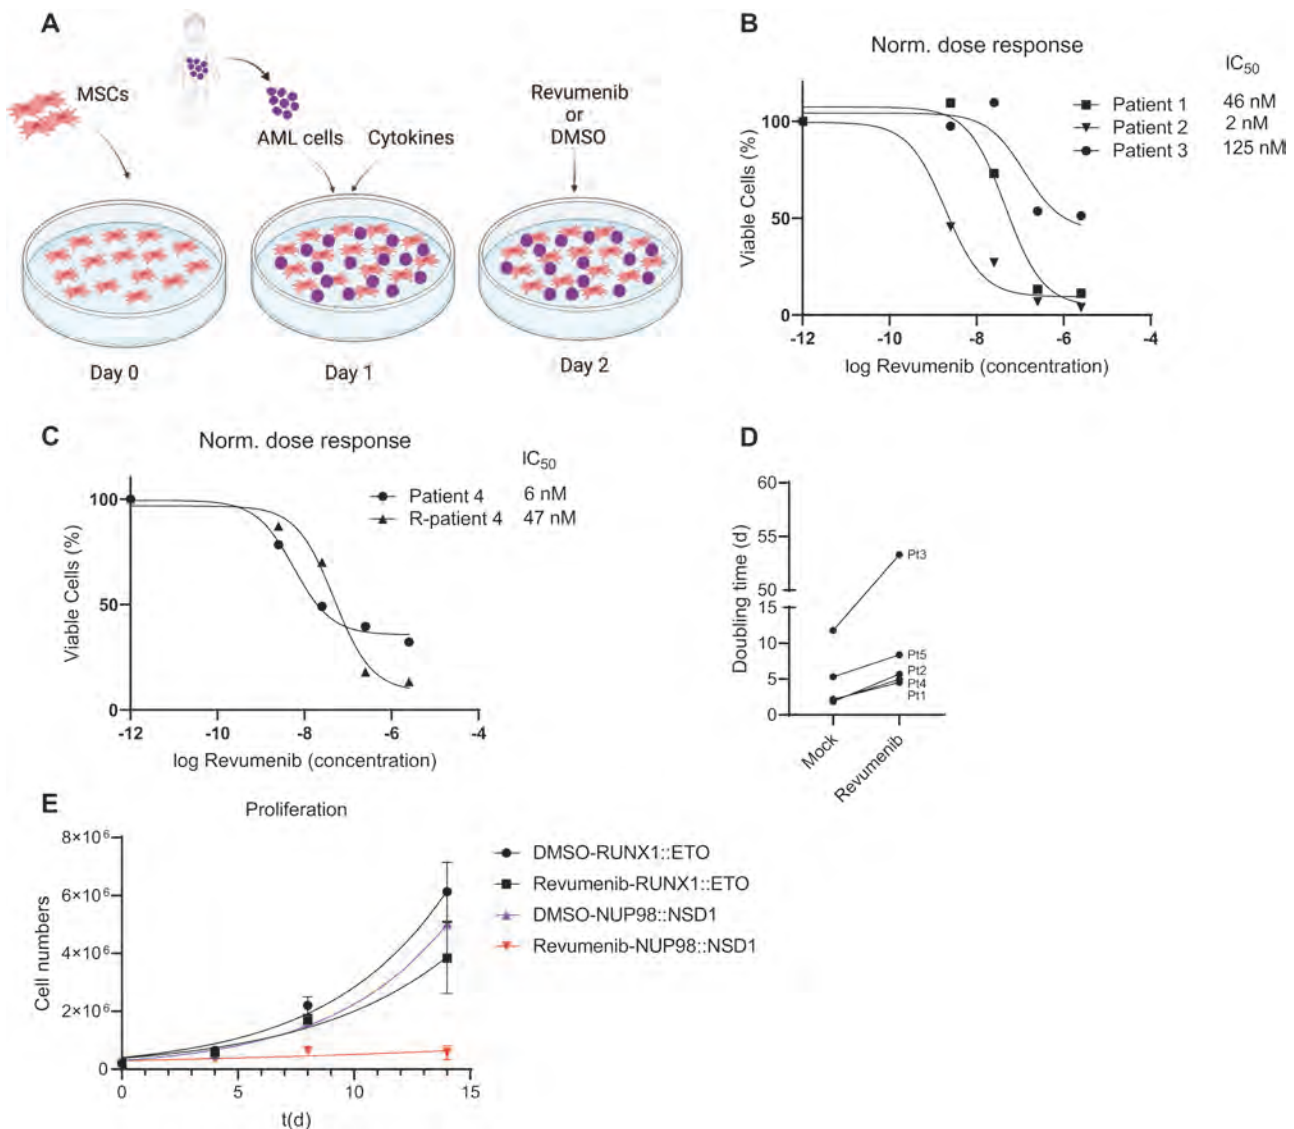 A
MSCs
AML cells
Cytokines
Revumenib
or
DMSO
Day 0
Day 1
Day 2
B
Norm. dose response
IC50
Patient 1 46 nM
Patient 2 2 nM
Patient 3 125 nM
Viable Cells (%)
100
50
0
-12 -10 -8 -6 -4
log Revumenib (concentration)
C
Norm. dose response
IC50
Patient 4 6 nM
R-patient 4 47 nM
Viable Cells (%)
100
50
0
-12 -10 -8 -6 -4
log Revumenib (concentration)
D
Doubling time (d)
60
55
50
15
10
5
0
Pt3
Pt5
Pt2
Pt4
Pt1
Mock
Revumenib
E
Proliferation
Cell numbers
8×10⁶
6×10⁶
4×10⁶
2×10⁶
0
0 5 10 15
t(d)
DMSO-RUNX1::ETO
Revumenib-RUNX1::ETO
DMSO-NUP98::NSD1
Revumenib-NUP98::NSD1